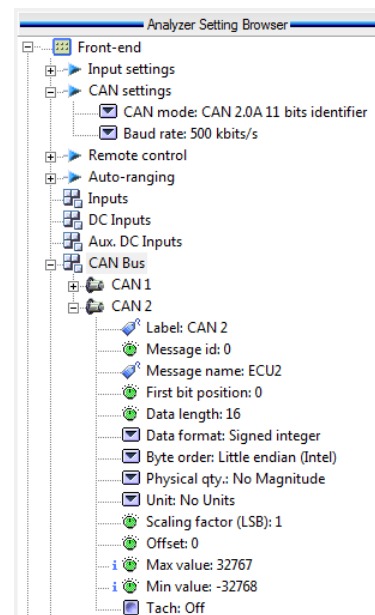 Analyzer Setting Browser
Front-end
Input settings
CAN settings
CAN mode: CAN 2.0A 11 bits identifier
Baud rate: 500 kbits/s
Remote control
Auto-ranging
Inputs
DC Inputs
Aux. DC Inputs
CAN Bus
CAN 1
CAN 2
Label: CAN 2
Message id: 0
Message name: ECU2
First bit position: 0
Data length: 16
Data format: Signed integer
Byte order: Little endian (Intel)
Physical qty.: No Magnitude
Unit: No Units
Scaling factor (LSB): 1
Offset: 0
i Max value: 32767
i Min value: -32768
Tach: Off